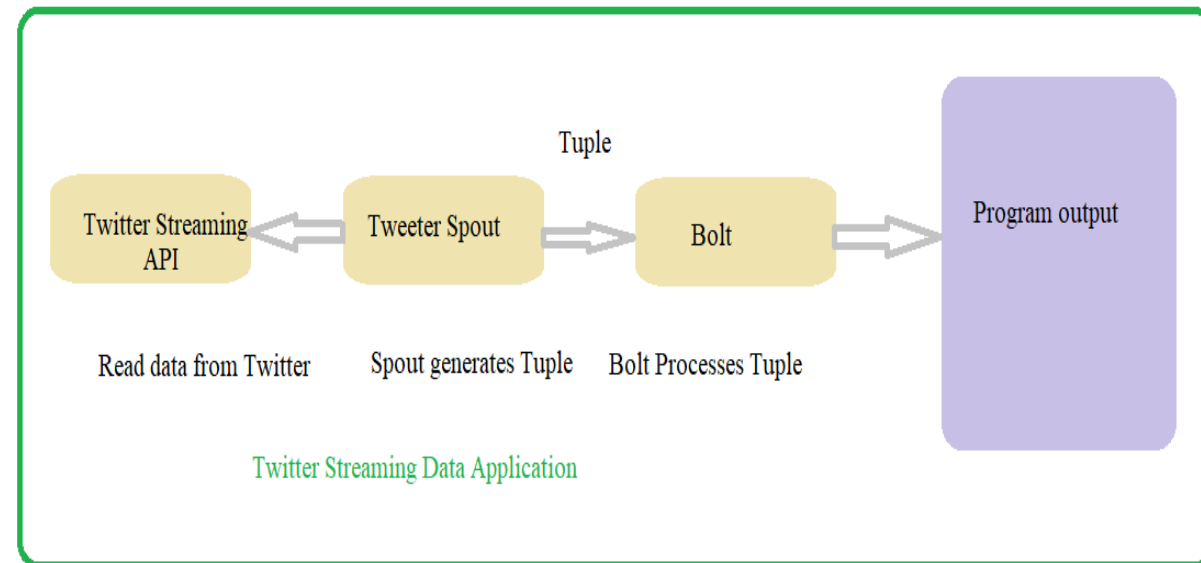 Tuple
Twitter Streaming
API
Tweeter Spout
Bolt
Program output
Read data from Twitter
Spout generates Tuple
Bolt Processes Tuple
Twitter Streaming Data Application